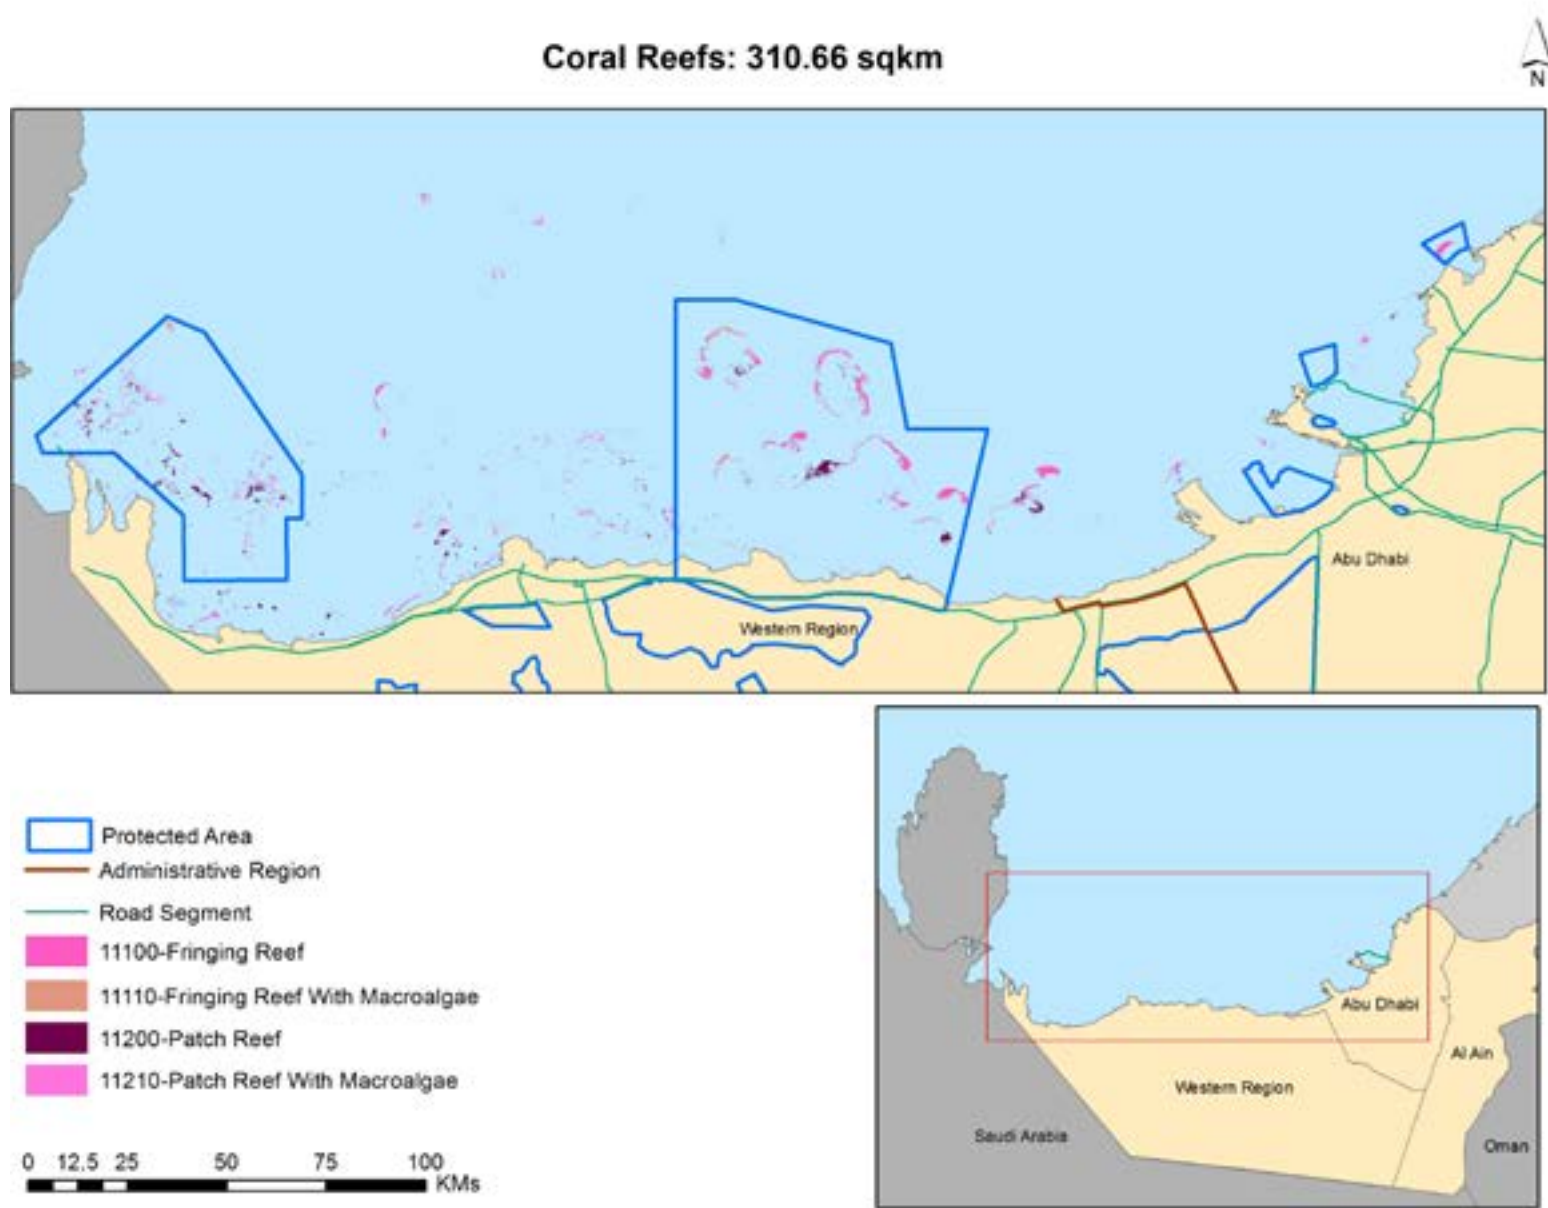 Coral Reefs: 310.66 sqkm
N
Abu Dhabi
Western Region
Protected Area
Administrative Region
Road Segment
11100-Fringing Reef
11110-Fringing Reef With Macroalgae
11200-Patch Reef
11210-Patch Reef With Macroalgae
0 12.5 25 50 75 100
KMs
Abu Dhabi
Al Ain
Western Region
Saudi Arabia
Oman